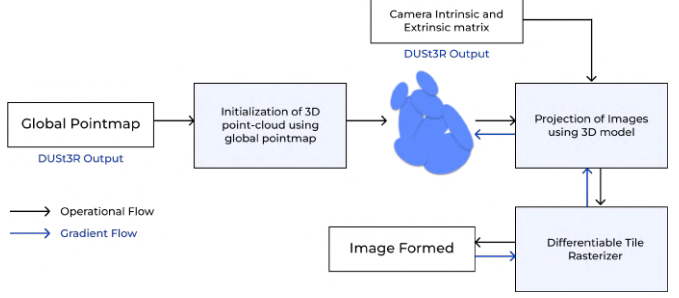 Camera Intrinsic and
Extrinsic matrix
DUSt3R Output
Initialization of 3D
point-cloud using
global pointmap
Projection of Images
using 3D model
Global Pointmap
DUSt3R Output
Operational Flow
Gradient Flow
Image Formed
Differentiable Tile
Rasterizer